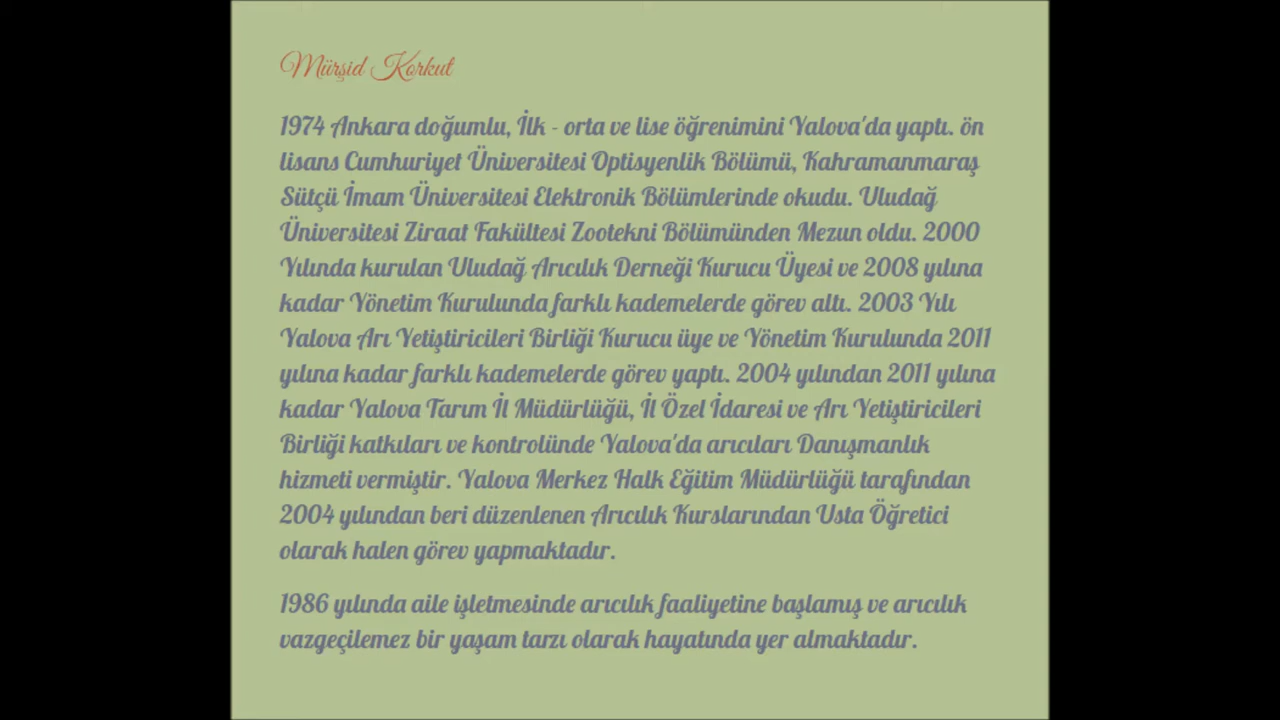 Mürşid Korkut
1974 Ankara doğumlu, İlk - orta ve lise öğrenimini Yalova'da yaptı. ön
lisans Cumhuriyet Üniversitesi Optisyenlik Bölümü, Kahramanmaraş
Sütçü İmam Üniversitesi Elektronik Bölümlerinde okudu. Uludağ
Üniversitesi Ziraat Fakültesi Zootekni Bölümünden Mezun oldu. 2000
Yılında kurulan Uludağ Arıcılık Derneği Kurucu Üyesi ve 2008 yılına
kadar Yönetim Kurulunda farklı kademelerde görev altı. 2003 Yılı
Yalova Arı Yetiştiricileri Birliği Kurucu üye ve Yönetim Kurulunda 2011
yılına kadar farklı kademelerde görev yaptı. 2004 yılından 2011 yılına
kadar Yalova Tarım İl Müdürlüğü, İl Özel İdaresi ve Arı Yetiştiricileri
Birliği katkıları ve kontrolünde Yalova'da arıcıları Danışmanlık
hizmeti vermiştir. Yalova Merkez Halk Eğitim Müdürlüğü tarafından
2004 yılından beri düzenlenen Arıcılık Kurslarından Usta Öğretici
olarak halen görev yapmaktadır.
1986 yılında aile işletmesinde arıcılık faaliyetine başlamış ve arıcılık
vazgeçilemez bir yaşam tarzı olarak hayatında yer almaktadır.